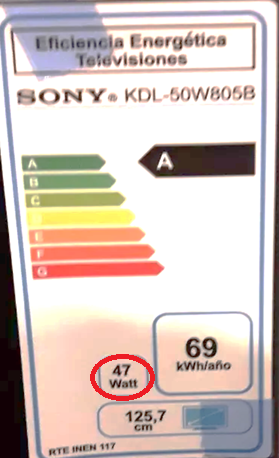 Eficiencia Energética
Televisiones
SONY® KDL-50W805B
A
A
B
C
E
F
G
69
kWh/año
47
Watt
125,7
cm
RTE INEN 117